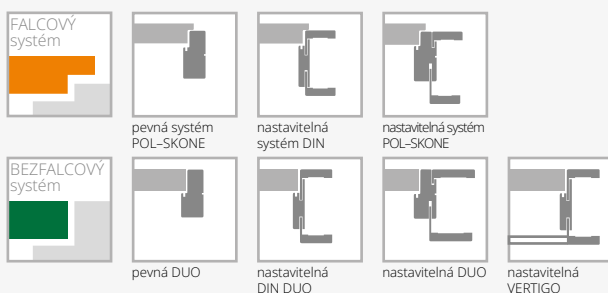 FALCOVÝ
systém
pevná systém
POL–SKONE
nastavitelná
systém DIN
nastavitelná systém
POL–SKONE
BEZFALCOVÝ
systém
pevná DUO
nastavitelná
DIN DUO
nastavitelná DUO
nastavitelná
VERTIGO